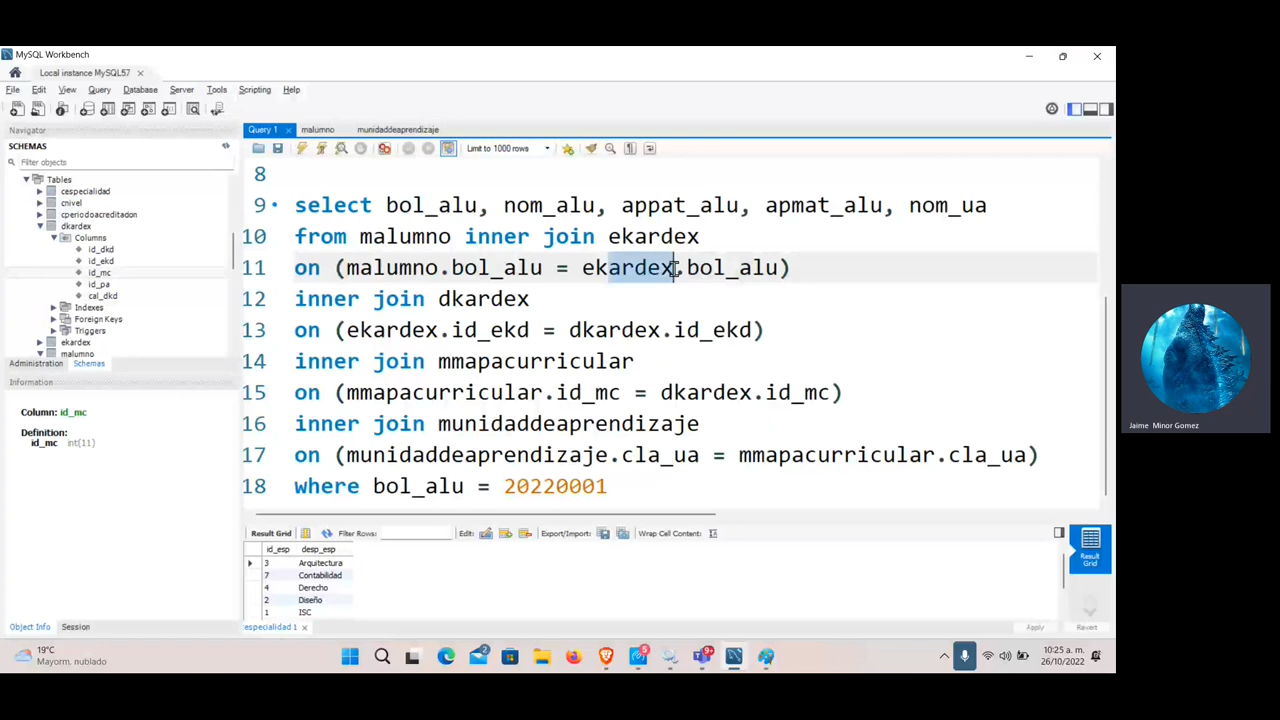 MySQL Workbench
Local instance MySQL57
File Edit View Query Database Server Tools Scripting Help
Navigator
SCHEMAS
Filter objects
Tables
cespecialidad
cnivel
cperiodoacreditadon
dkardex
Columns
id_dkd
id_ekd
id_mc
id_pa
cal_dkd
Indexes
Foreign Keys
Triggers
ekardex
malumno
Administration Schemas
Information
Column: id_mc
Definition:
id_mc int(11)
Object Info Session
Query 1 malumno munidaddeaprendizaje
Limit to 1000 rows
8
9 select bol_alu, nom_alu, appat_alu, apmat_alu, nom_ua
10 from malumno inner join ekardex
11 on (malumno.bol_alu = ekardex.bol_alu)
12 inner join dkardex
13 on (ekardex.id_ekd = dkardex.id_ekd)
14 inner join mmapacurricular
15 on (mmapacurricular.id_mc = dkardex.id_mc)
16 inner join munidaddeaprendizaje
17 on (munidaddeaprendizaje.cla_ua = mmapacurricular.cla_ua)
18 where bol_alu = 20220001
Result Grid Filter Rows: Edit: Export/Import: Wrap Cell Content:
id_esp desp_esp
3 Arquitectura
7 Contabilidad
4 Derecho
2 Diseño
1 ISC
Result Grid
especialidad 1
Apply Revert
Jaime Minor Gomez
19°C
Mayorm. nublado
5
9+
10:25 a. m.
26/10/2022